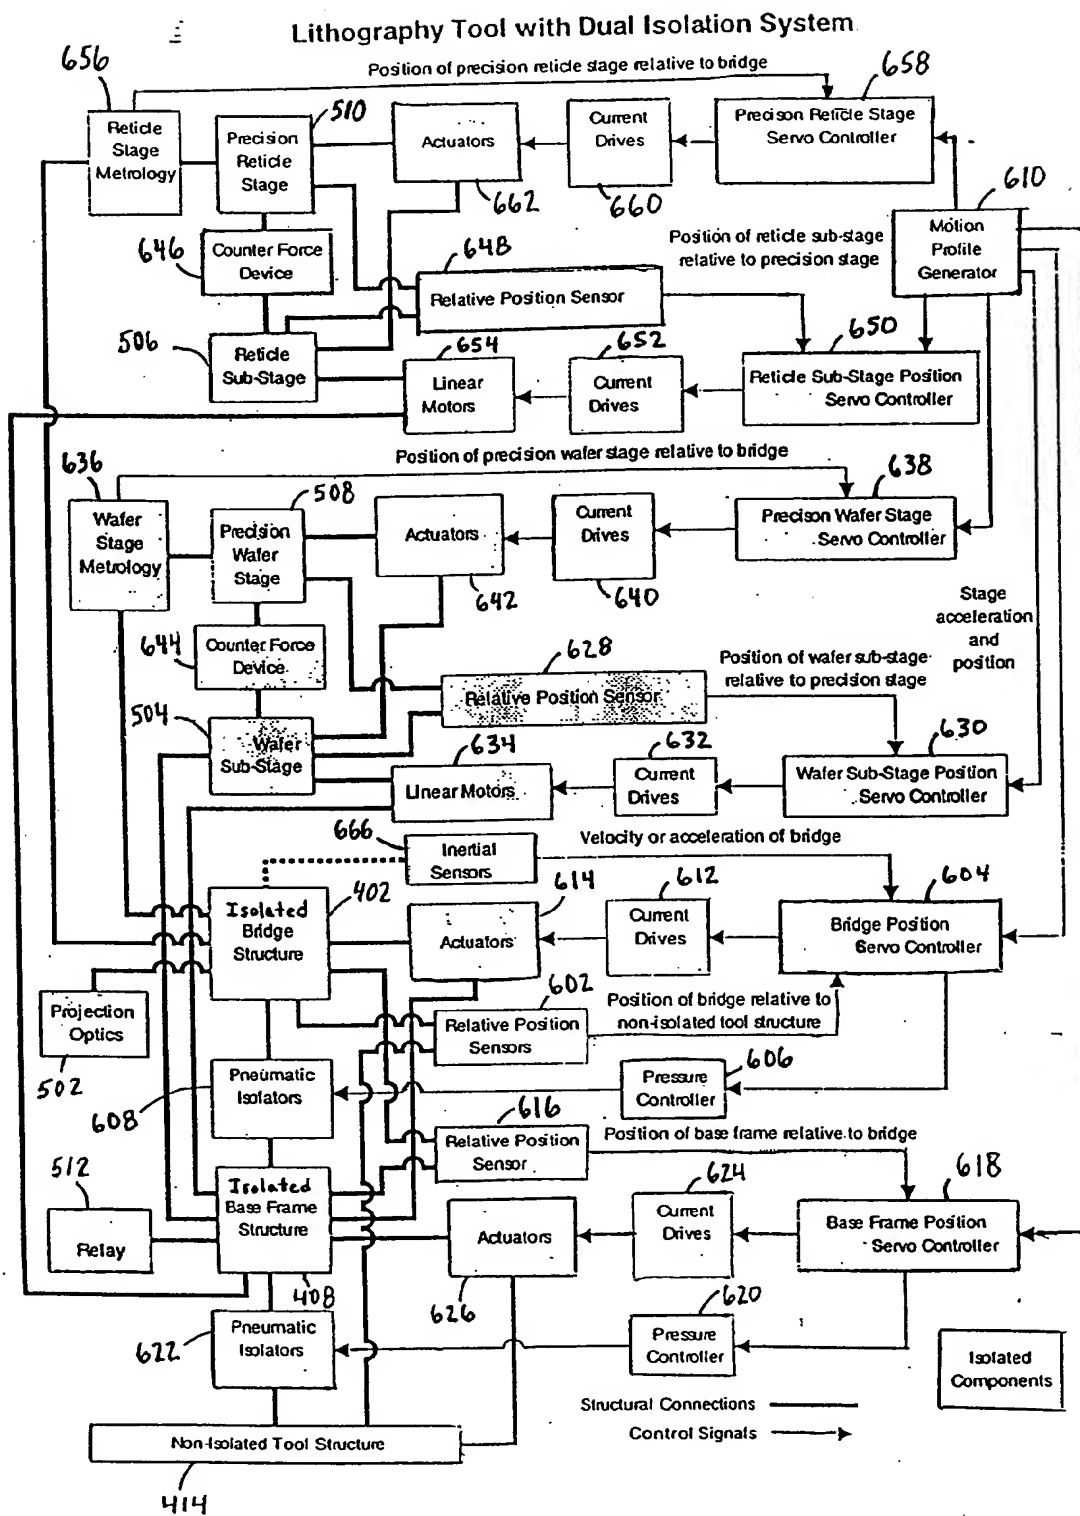 Lithography Tool with Dual Isolation System
656
Position of precision reticle stage relative to bridge
658
510
Reticle
Stage
Metrology
Precision
Reticle
Stage
Actuators
Current
Drives
Precison Reticle Stage
Servo Controller
662
660
610
646
Counter Force
Device
648
Position of reticle sub-stage
relative to precision stage
Motion
Profile
Generator
Relative Position Sensor
506
Reticle
Sub-Stage
654
652
650
Linear
Motors
Current
Drives
Reticle Sub-Stage Position
Servo Controller
636
Position of precision wafer stage relative to bridge
638
508
Wafer
Stage
Metrology
Precision
Wafer
Stage
Actuators
Current
Drives
Precison Wafer Stage
Servo Controller
642
640
Stage
acceleration
and
position
644
Counter Force
Device
628
Position of wafer sub-stage
relative to precision stage
Relative Position Sensor
504
Wafer
Sub-Stage
634
632
630
Linear Motors
Current
Drives
Wafer Sub-Stage Position
Servo Controller
666
Inertial
Sensors
Velocity or acceleration of bridge
402
614
612
604
Isolated
Bridge
Structure
Actuators
Current
Drives
Bridge Position
Servo Controller
602
Projection
Optics
502
Relative Position
Sensors
Position of bridge relative to
non-isolated tool structure
608
Pneumatic
Isolators
Pressure
Controller
606
616
Relative Position
Sensor
Position of base frame relative to bridge
512
Relay
Isolated
Base Frame
Structure
408
624
618
Actuators
Current
Drives
Base Frame Position
Servo Controller
626
620
622
Pneumatic
Isolators
Pressure
Controller
Isolated
Components
Structural Connections
Control Signals
Non-Isolated Tool Structure
414